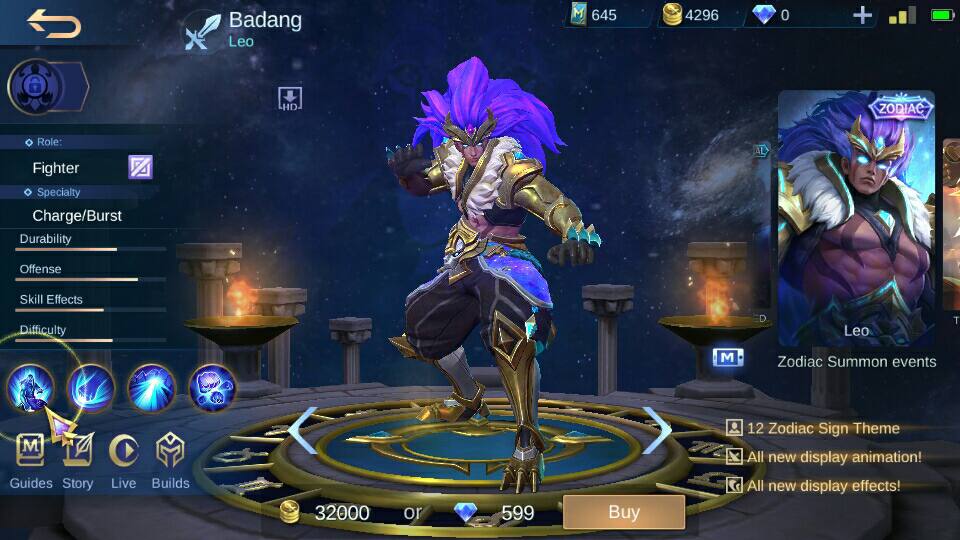 Badang
Leo
645
4296
0
HD
Role:
Fighter
Specialty
Charge/Burst
Durability
Offense
Skill Effects
Difficulty
ZODIAC
Leo
Zodiac Summon events
M
12 Zodiac Sign Theme
All new display animation!
All new display effects!
Guides
Story
Live
Builds
32000 or 599
Buy